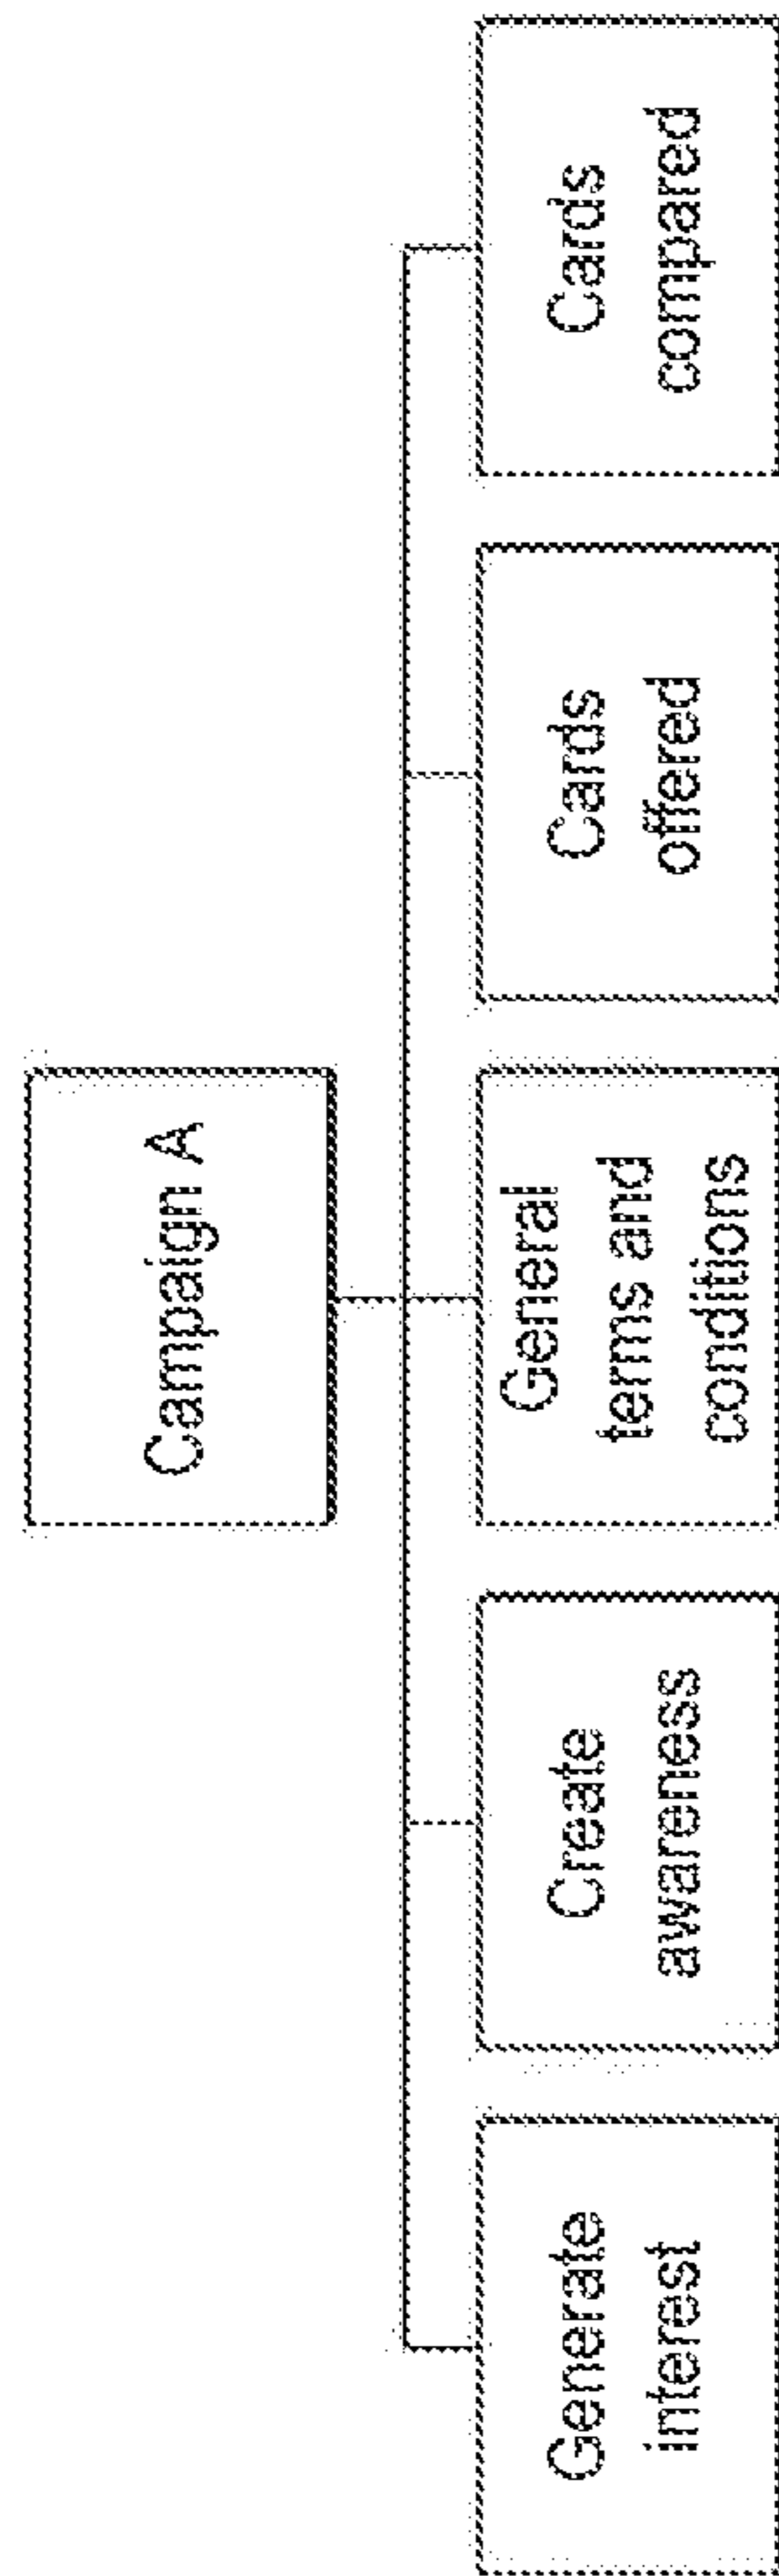 Campaign A
Generate
interest
Create
awareness
General
terms and
conditions
Cards
offered
Cards
compared